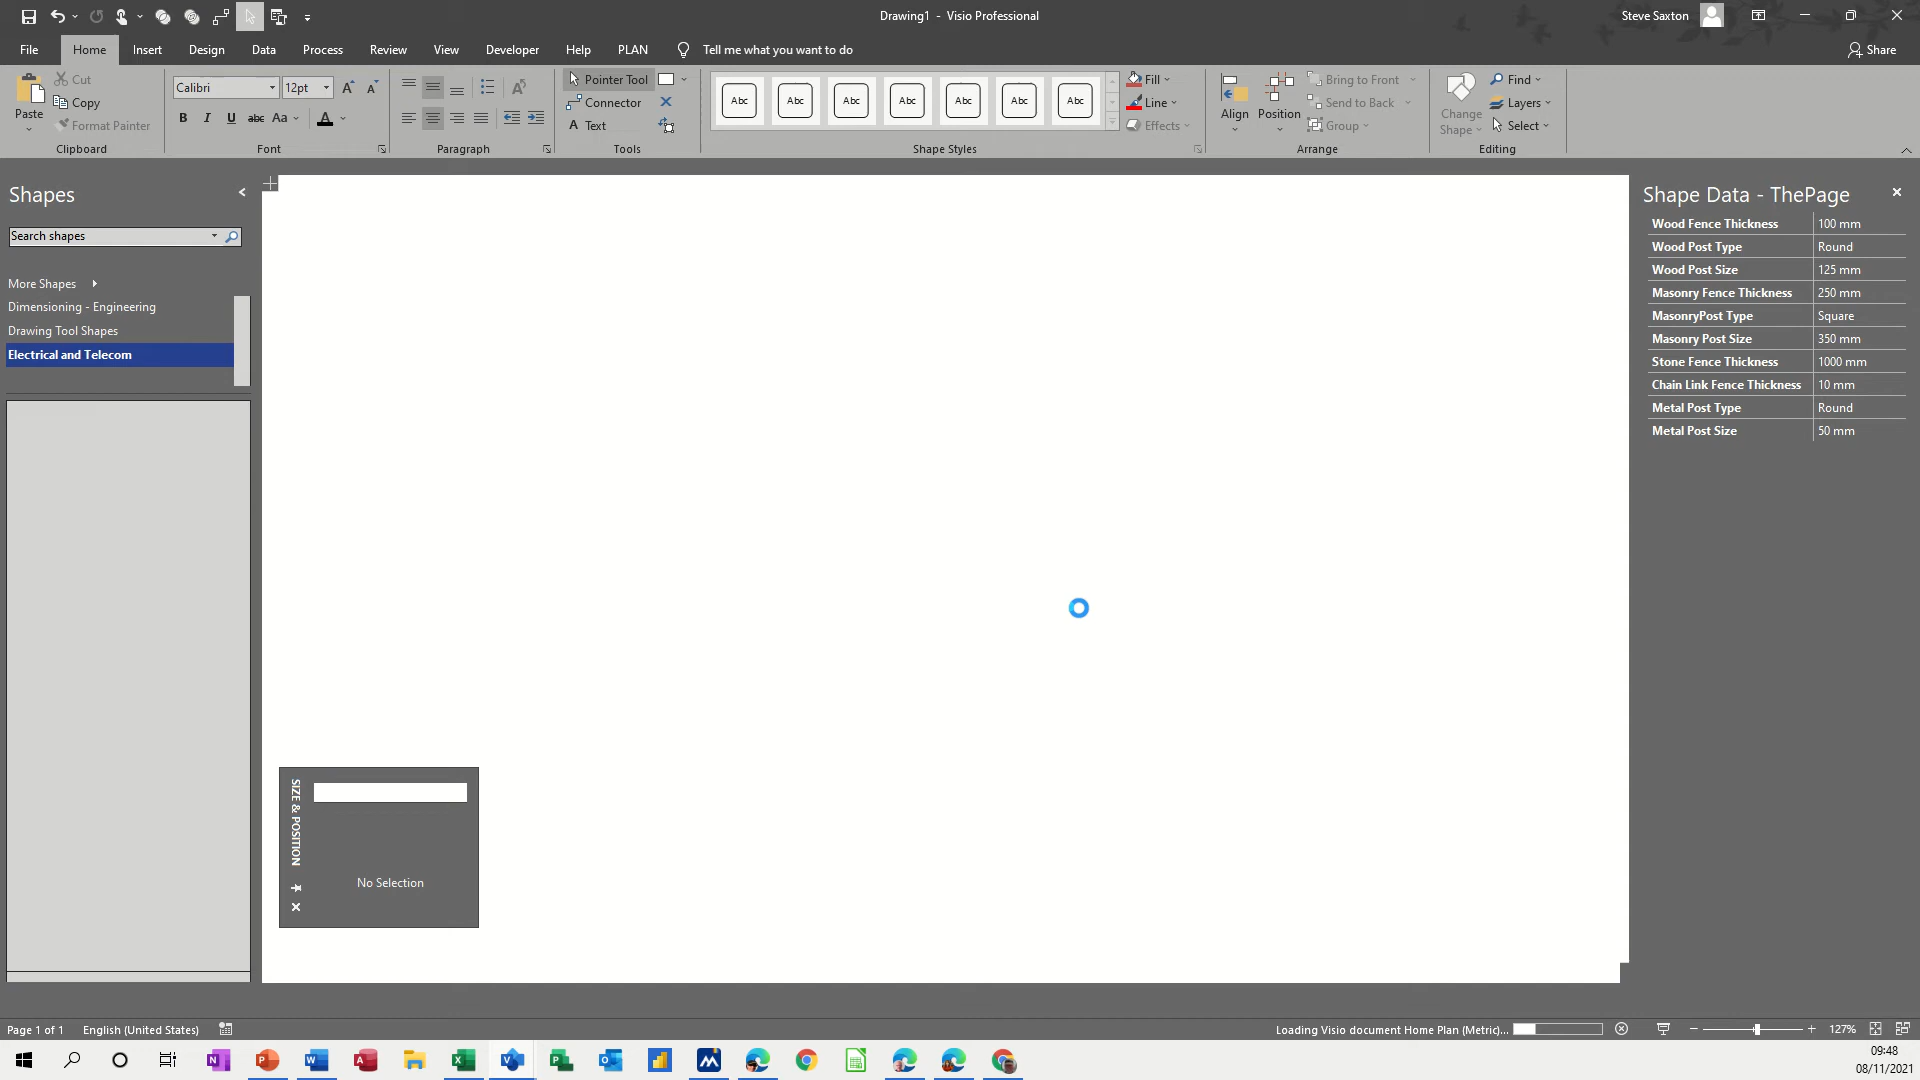 Drawing1 - Visio Professional
Steve Saxton
File
Home
Insert
Design
Data
Process
Review
View
Developer
Help
PLAN
Tell me what you want to do
Share
Paste
Cut
Copy
Format Painter
Clipboard
Calibri
12pt
A
A
B
I
U
abc
Aa
A
Font
A
Paragraph
Pointer Tool
Connector
A Text
Tools
Abc
Abc
Abc
Abc
Abc
Abc
Abc
Shape Styles
Fill
Line
Effects
Align
Position
Bring to Front
Send to Back
Group
Arrange
Change
Shape
Find
Layers
Select
Editing
Shapes
Search shapes
More Shapes
Dimensioning - Engineering
Drawing Tool Shapes
Electrical and Telecom
SIZE & POSITION
No Selection
Shape Data - ThePage
Wood Fence Thickness 100 mm
Wood Post Type Round
Wood Post Size 125 mm
Masonry Fence Thickness 250 mm
MasonryPost Type Square
Masonry Post Size 350 mm
Stone Fence Thickness 1000 mm
Chain Link Fence Thickness 10 mm
Metal Post Type Round
Metal Post Size 50 mm
Page 1 of 1
English (United States)
Loading Visio document Home Plan (Metric)...
127%
09:48
08/11/2021